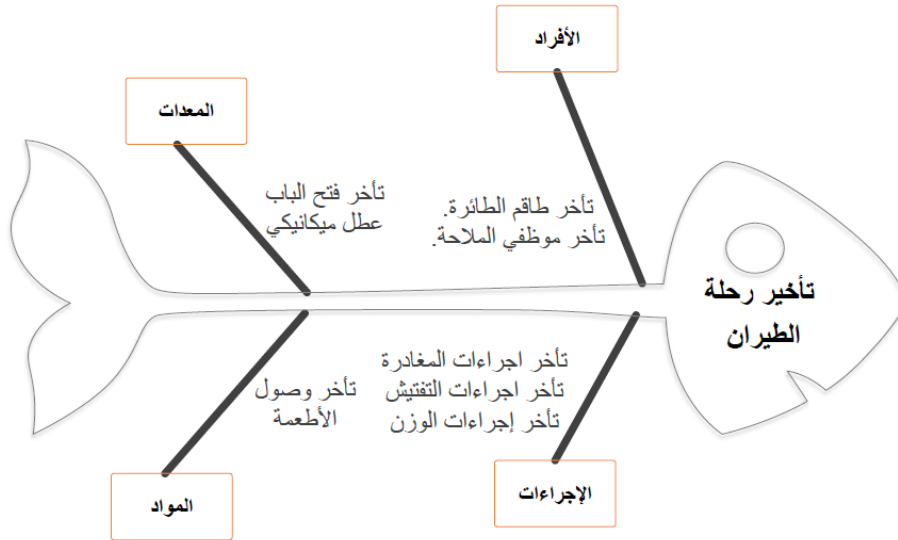 الأفراد
المعدات
تأخر فتح الباب
عطل ميكانيكي
تأخر طاقم الطائرة.
تأخر موظفي الملاحة.
تأخير رحلة
الطيران
تأخر اجراءات المغادرة
تأخر اجراءات التفتيش
تأخر إجراءات الوزن
تأخر وصول
الأطعمة
الإجراءات
المواد